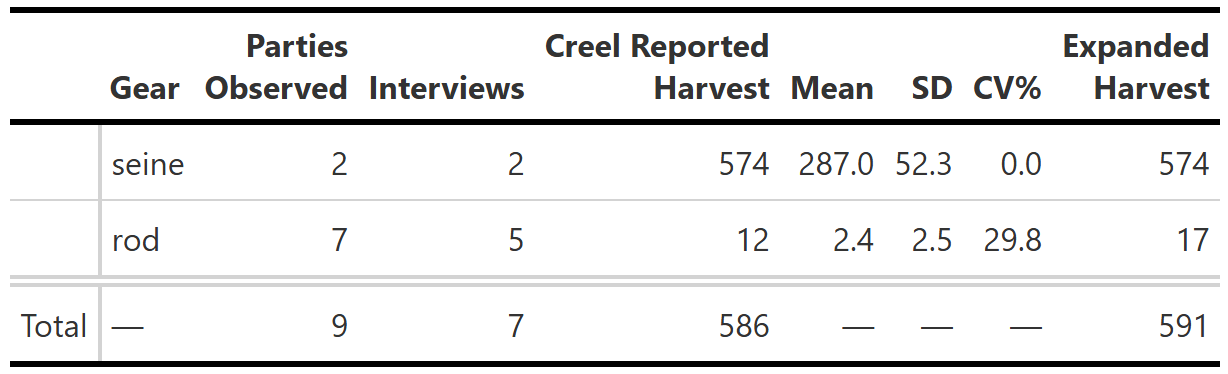 Gear Parties Observed Interviews Creel Reported Harvest Mean SD CV% Expanded Harvest
seine 2 2 574 287.0 52.3 0.0 574
rod 7 5 12 2.4 2.5 29.8 17
Total — 9 7 586 — — — 591